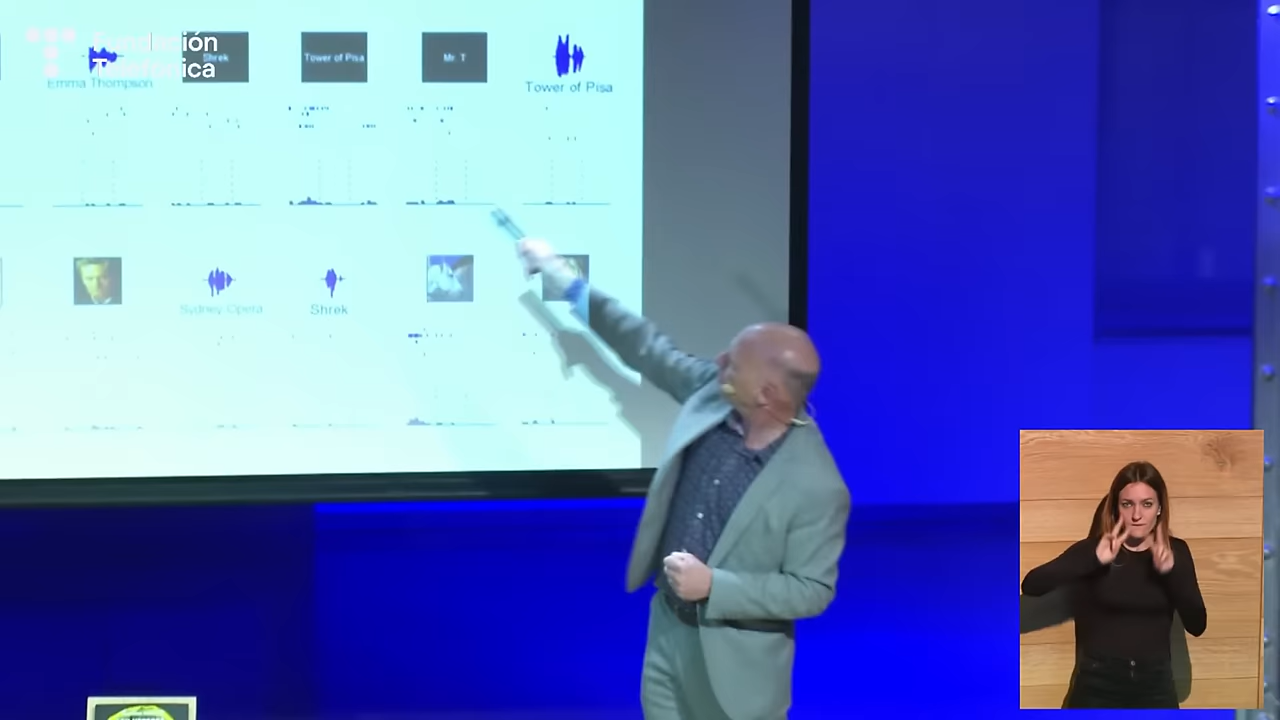 Fundación
Telefónica
Emma Thompson
Shrek
Tower of Pisa
Mr. T
Tower of Pisa
Sydney Opera
Shrek